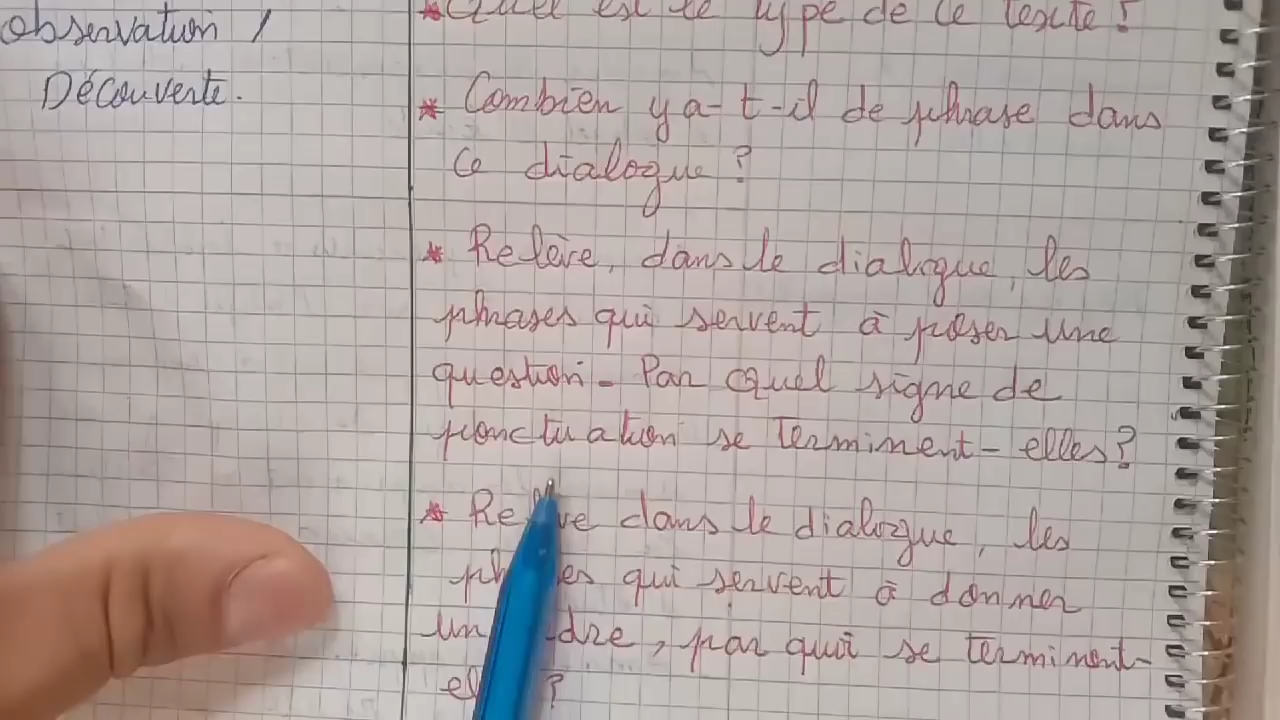 Observation /
Découverte.
* Quel est le type de ce texte ?
* Combien y a-t-il de phrase dans
ce dialogue ?
* Relève, dans le dialogue, les
phrases qui servent à poser une
question - Par quel signe de
ponctuation se terminent-elles ?
* dans le dialogue, les
qui servent à donner
un , par quoi se terminent-
?